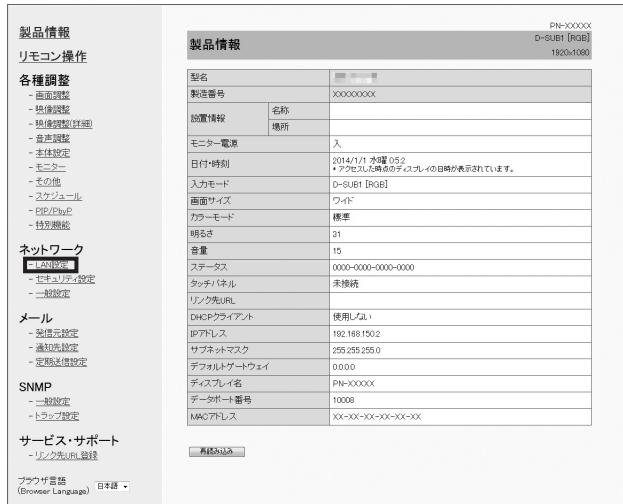 製品情報
リモコン操作
各種調整
- 画面調整
- 映像調整
- 映像調整(詳細)
- 音声調整
- 本体設定
- モニター
- その他
- スケジュール
- PIP/PbyP
- 特別機能
ネットワーク
- LAN設定
- セキュリティ設定
- 一般設定
メール
- 発信元設定
- 通知先設定
- 定期送信設定
SNMP
- 一般設定
- トラップ設定
サービス・サポート
- リンク先URL登録
ブラウザ言語
(Browser Language) 日本語
PN-XXXXX
製品情報 D-SUB1 [RGB]
1920x1080
型名
製造番号 XXXXXXXX
設置情報 名称
場所
モニター電源 入
日付・時刻 2014/1/1 水曜 05:2
* アクセスした時点のディスプレイの日時が表示されています。
入力モード D-SUB1 [RGB]
画面サイズ ワイド
カラーモード 標準
明るさ 31
音量 15
ステータス 0000-0000-0000-0000
タッチパネル 未接続
リンク先URL
DHCPクライアント 使用しない
IPアドレス 192.168.150.2
サブネットマスク 255.255.255.0
デフォルトゲートウェイ 0.0.0.0
ディスプレイ名 PN-XXXXX
データポート番号 10008
MACアドレス XX-XX-XX-XX-XX-XX
再読み込み